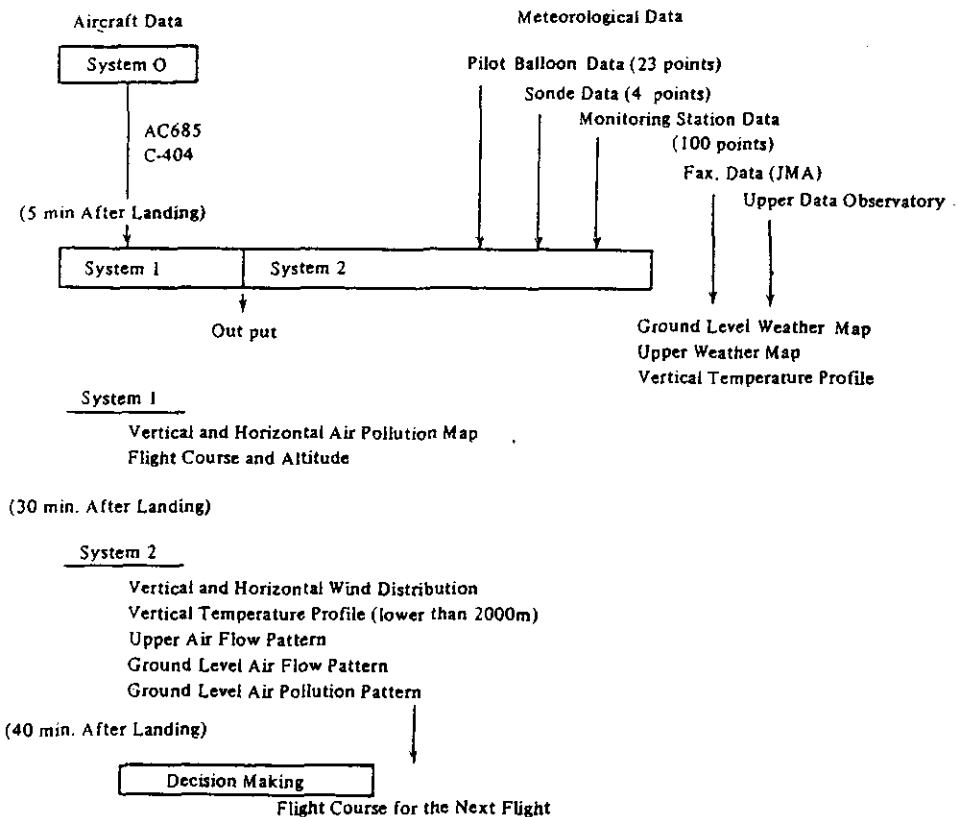 Aircraft Data
Meteorological Data
System O
Pilot Balloon Data (23 points)
Sonde Data (4 points)
Monitoring Station Data
(100 points)
AC685
C-404
Fax. Data (JMA)
Upper Data Observatory
(5 min After Landing)
System 1
System 2
Out put
Ground Level Weather Map
Upper Weather Map
Vertical Temperature Profile
System 1
Vertical and Horizontal Air Pollution Map
Flight Course and Altitude
(30 min. After Landing)
System 2
Vertical and Horizontal Wind Distribution
Vertical Temperature Profile (lower than 2000m)
Upper Air Flow Pattern
Ground Level Air Flow Pattern
Ground Level Air Pollution Pattern
(40 min. After Landing)
Decision Making
Flight Course for the Next Flight